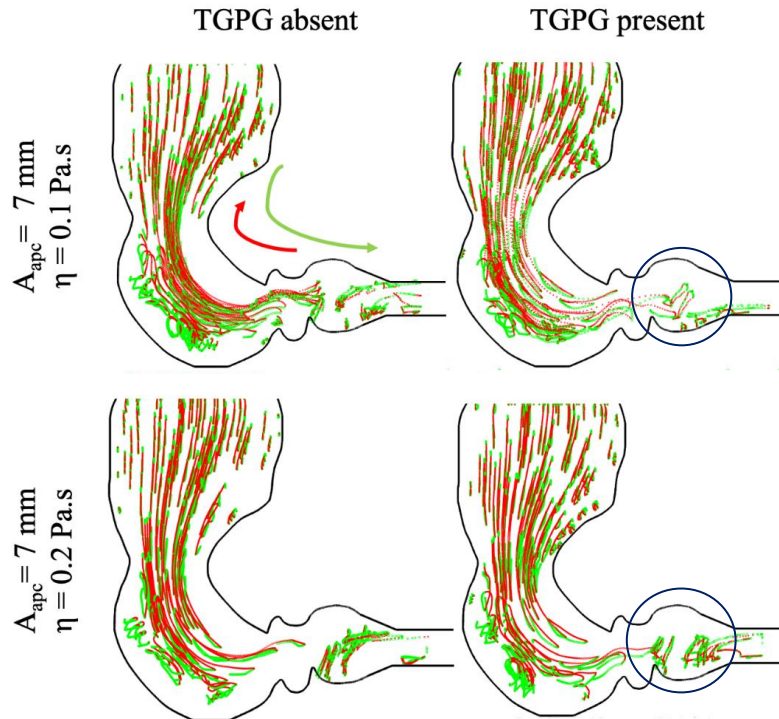 TGPG absent
TGPG present
A_apc = 7 mm
η = 0.1 Pa.s
A_apc = 7 mm
η = 0.2 Pa.s